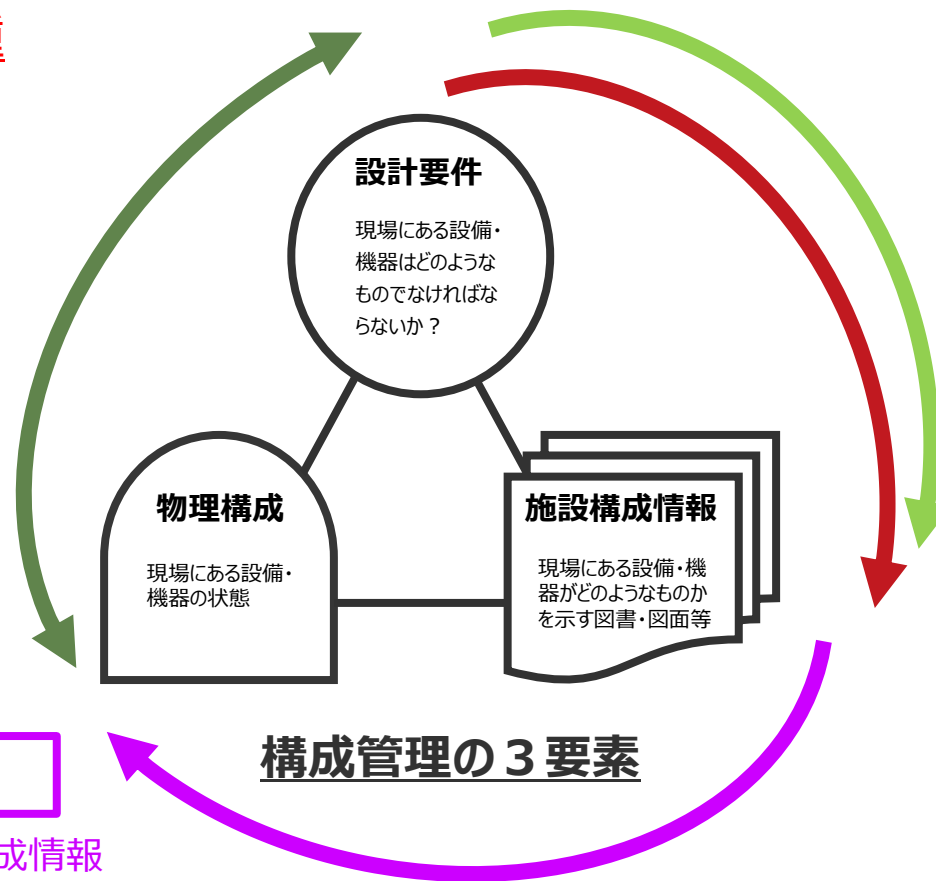 設計要件
現場にある設備・
機器はどのような
ものでなければな
らないか？
物理構成
現場にある設備・
機器の状態
施設構成情報
現場にある設備・機
器がどのようなものか
を示す図書・図面等
構成管理の３要素
成情報